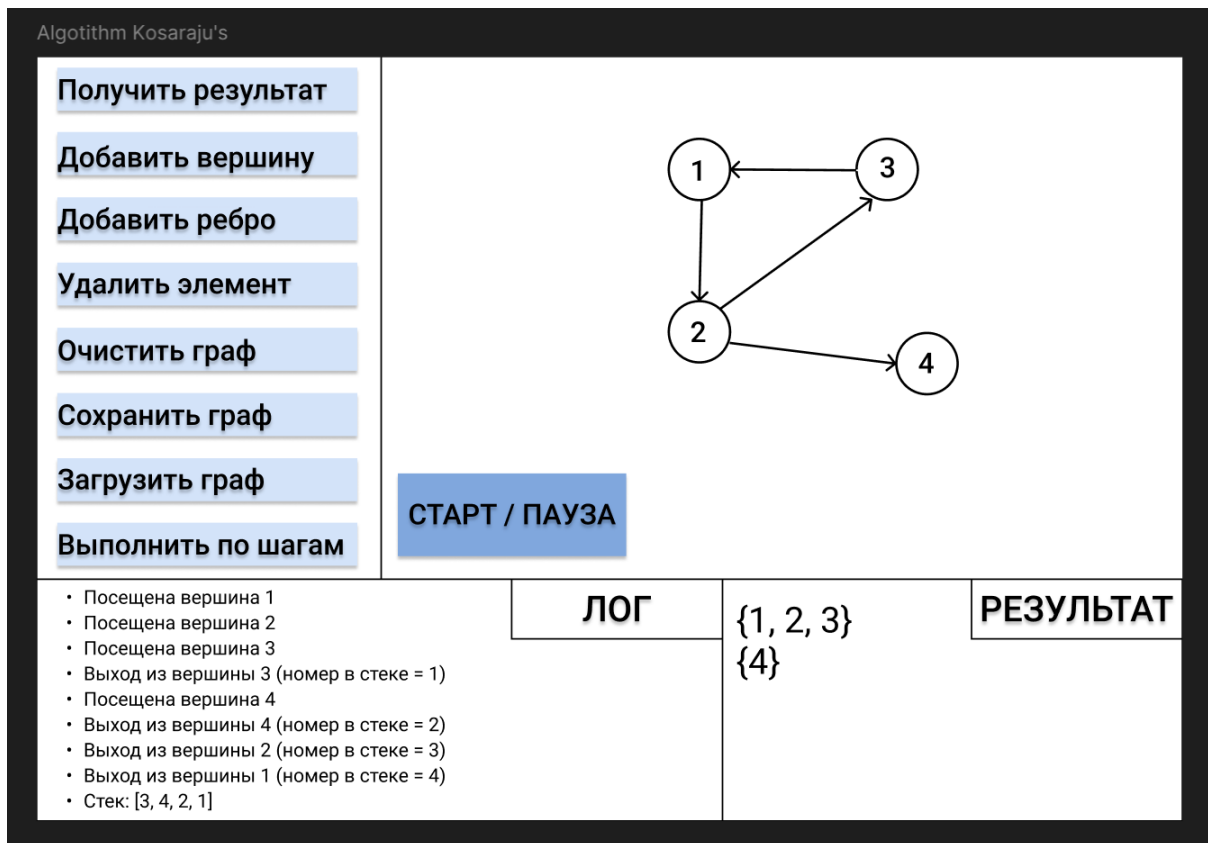 Algotithm Kosaraju's
Получить результат
Добавить вершину
Добавить ребро
Удалить элемент
Очистить граф
Сохранить граф
Загрузить граф
Выполнить по шагам
1
3
2
4
СТАРТ / ПАУЗА
ЛОГ
• Посещена вершина 1
• Посещена вершина 2
• Посещена вершина 3
• Выход из вершины 3 (номер в стеке = 1)
• Посещена вершина 4
• Выход из вершины 4 (номер в стеке = 2)
• Выход из вершины 2 (номер в стеке = 3)
• Выход из вершины 1 (номер в стеке = 4)
• Стек: [3, 4, 2, 1]
РЕЗУЛЬТАТ
{1, 2, 3}
{4}